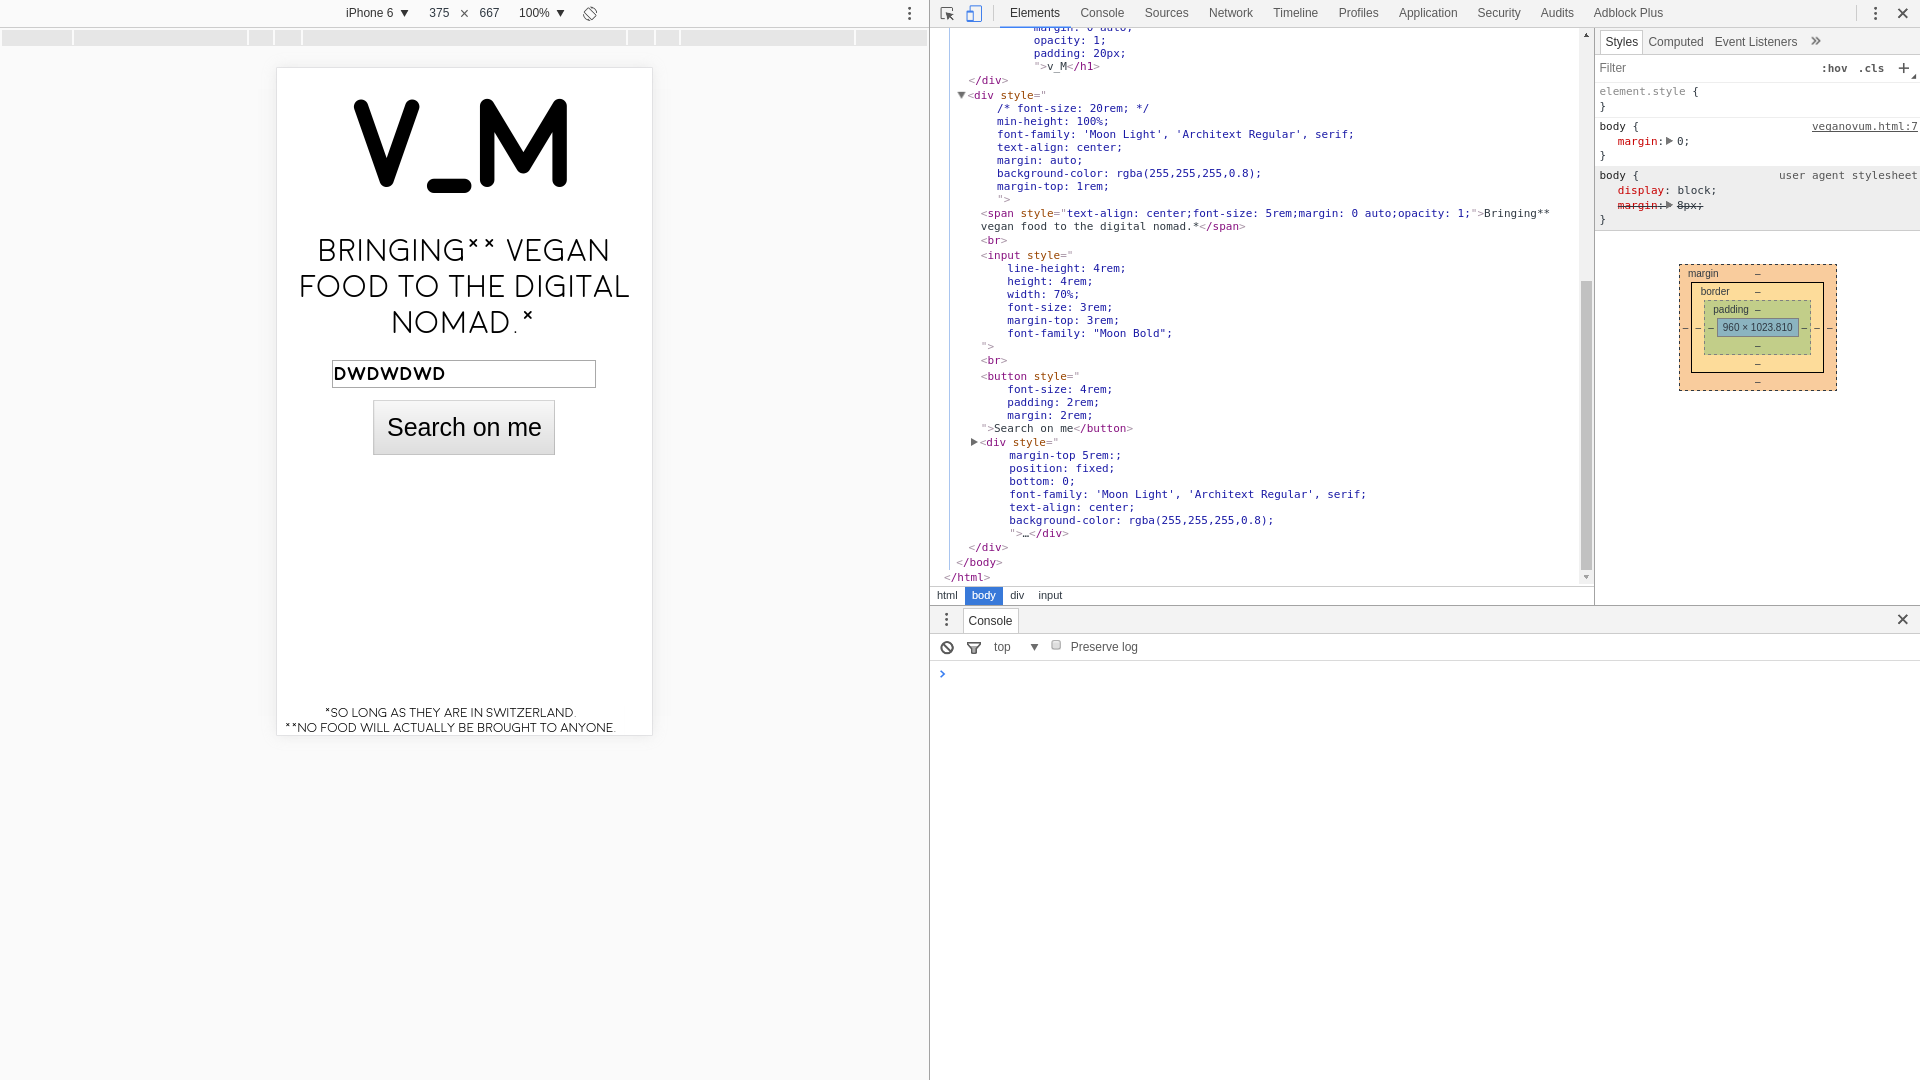 iPhone 6 ▼ 375 × 667 100% ▼
Elements Console Sources Network Timeline Profiles Application Security Audits Adblock Plus
V_M
BRINGING** VEGAN
FOOD TO THE DIGITAL
NOMAD.*
DWDWDWD
Search on me
*SO LONG AS THEY ARE IN SWITZERLAND.
**NO FOOD WILL ACTUALLY BE BROUGHT TO ANYONE.
margin: 0 auto;
opacity: 1;
padding: 20px;
">v_M</h1>
</div>
▼<div style="
/* font-size: 20rem; */
min-height: 100%;
font-family: 'Moon Light', 'Architext Regular', serif;
text-align: center;
margin: auto;
background-color: rgba(255,255,255,0.8);
margin-top: 1rem;
">
<span style="text-align: center;font-size: 5rem;margin: 0 auto;opacity: 1;">Bringing**
vegan food to the digital nomad.*</span>
<br>
<input style="
line-height: 4rem;
height: 4rem;
width: 70%;
font-size: 3rem;
margin-top: 3rem;
font-family: "Moon Bold";
">
<br>
<button style="
font-size: 4rem;
padding: 2rem;
margin: 2rem;
">Search on me</button>
▶<div style="
margin-top 5rem:;
position: fixed;
bottom: 0;
font-family: 'Moon Light', 'Architext Regular', serif;
text-align: center;
background-color: rgba(255,255,255,0.8);
">…</div>
</div>
</body>
</html>
html body div input
Styles Computed Event Listeners »
Filter :hov .cls +
element.style {
}
body { veganovum.html:7
margin:▶ 0;
}
body { user agent stylesheet
display: block;
margin:▶ 8px;
}
margin –
border –
padding –
– – – 960 × 1023.810 – – –
–
–
–
Console
top ▼ Preserve log
>